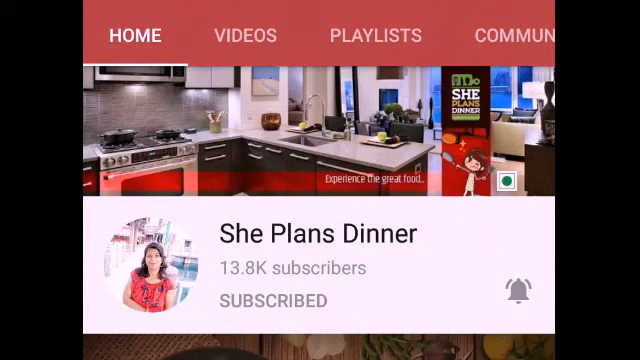 HOME VIDEOS PLAYLISTS COMMUN
SHE
PLANS
DINNER
Experience the great food...
She Plans Dinner
13.8K subscribers
SUBSCRIBED